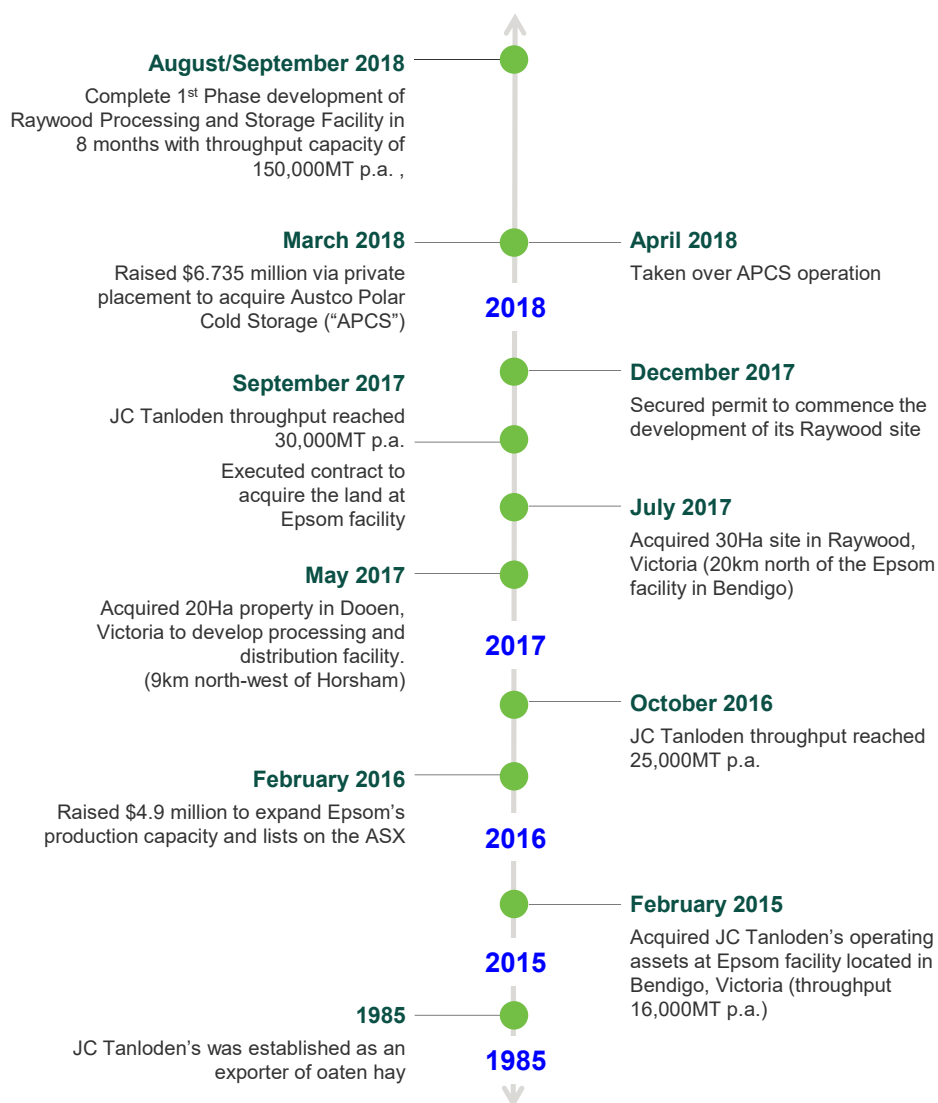 August/September 2018
Complete 1st Phase development of
Raywood Processing and Storage Facility in
8 months with throughput capacity of
150,000MT p.a. ,
March 2018
Raised $6.735 million via private
placement to acquire Austco Polar
Cold Storage (“APCS”)
April 2018
Taken over APCS operation
2018
December 2017
Secured permit to commence the
development of its Raywood site
September 2017
JC Tanloden throughput reached
30,000MT p.a.
Executed contract to
acquire the land at
Epsom facility
July 2017
Acquired 30Ha site in Raywood,
Victoria (20km north of the Epsom
facility in Bendigo)
May 2017
Acquired 20Ha property in Dooen,
Victoria to develop processing and
distribution facility.
(9km north-west of Horsham)
2017
October 2016
JC Tanloden throughput reached
25,000MT p.a.
February 2016
Raised $4.9 million to expand Epsom’s
production capacity and lists on the ASX
2016
February 2015
Acquired JC Tanloden’s operating
assets at Epsom facility located in
Bendigo, Victoria (throughput
16,000MT p.a.)
2015
1985
JC Tanloden’s was established as an
exporter of oaten hay
1985